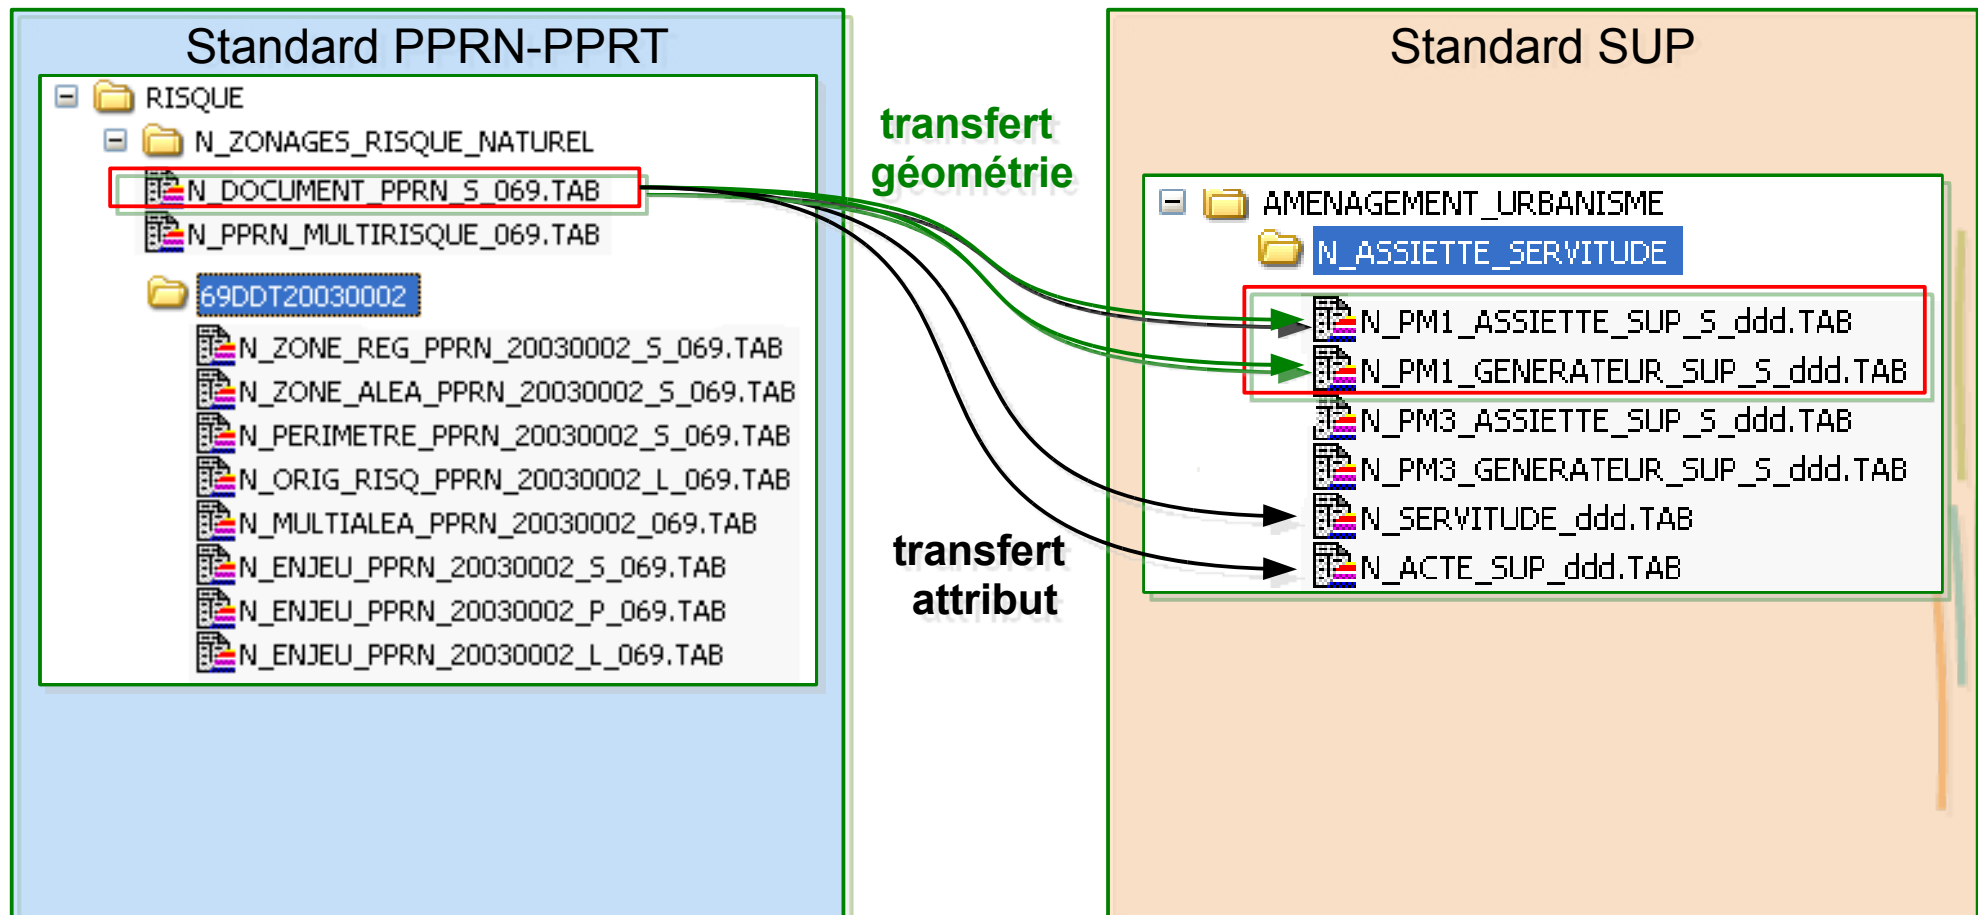 Standard PPRN-PPRT
RISQUE
N_ZONAGES_RISQUE_NATUREL
N_DOCUMENT_PPRN_S_069.TAB
N_PPRN_MULTIRISQUE_069.TAB
69DDT20030002
N_ZONE_REG_PPRN_20030002_S_069.TAB
N_ZONE_ALEA_PPRN_20030002_S_069.TAB
N_PERIMETRE_PPRN_20030002_S_069.TAB
N_ORIG_RISQ_PPRN_20030002_L_069.TAB
N_MULTIALEA_PPRN_20030002_069.TAB
N_ENJEU_PPRN_20030002_S_069.TAB
N_ENJEU_PPRN_20030002_P_069.TAB
N_ENJEU_PPRN_20030002_L_069.TAB
transfert
géométrie
transfert
attribut
Standard SUP
AMENAGEMENT_URBANISME
N_ASSIETTE_SERVITUDE
N_PM1_ASSIETTE_SUP_S_ddd.TAB
N_PM1_GENERATEUR_SUP_S_ddd.TAB
N_PM3_ASSIETTE_SUP_S_ddd.TAB
N_PM3_GENERATEUR_SUP_S_ddd.TAB
N_SERVITUDE_ddd.TAB
N_ACTE_SUP_ddd.TAB